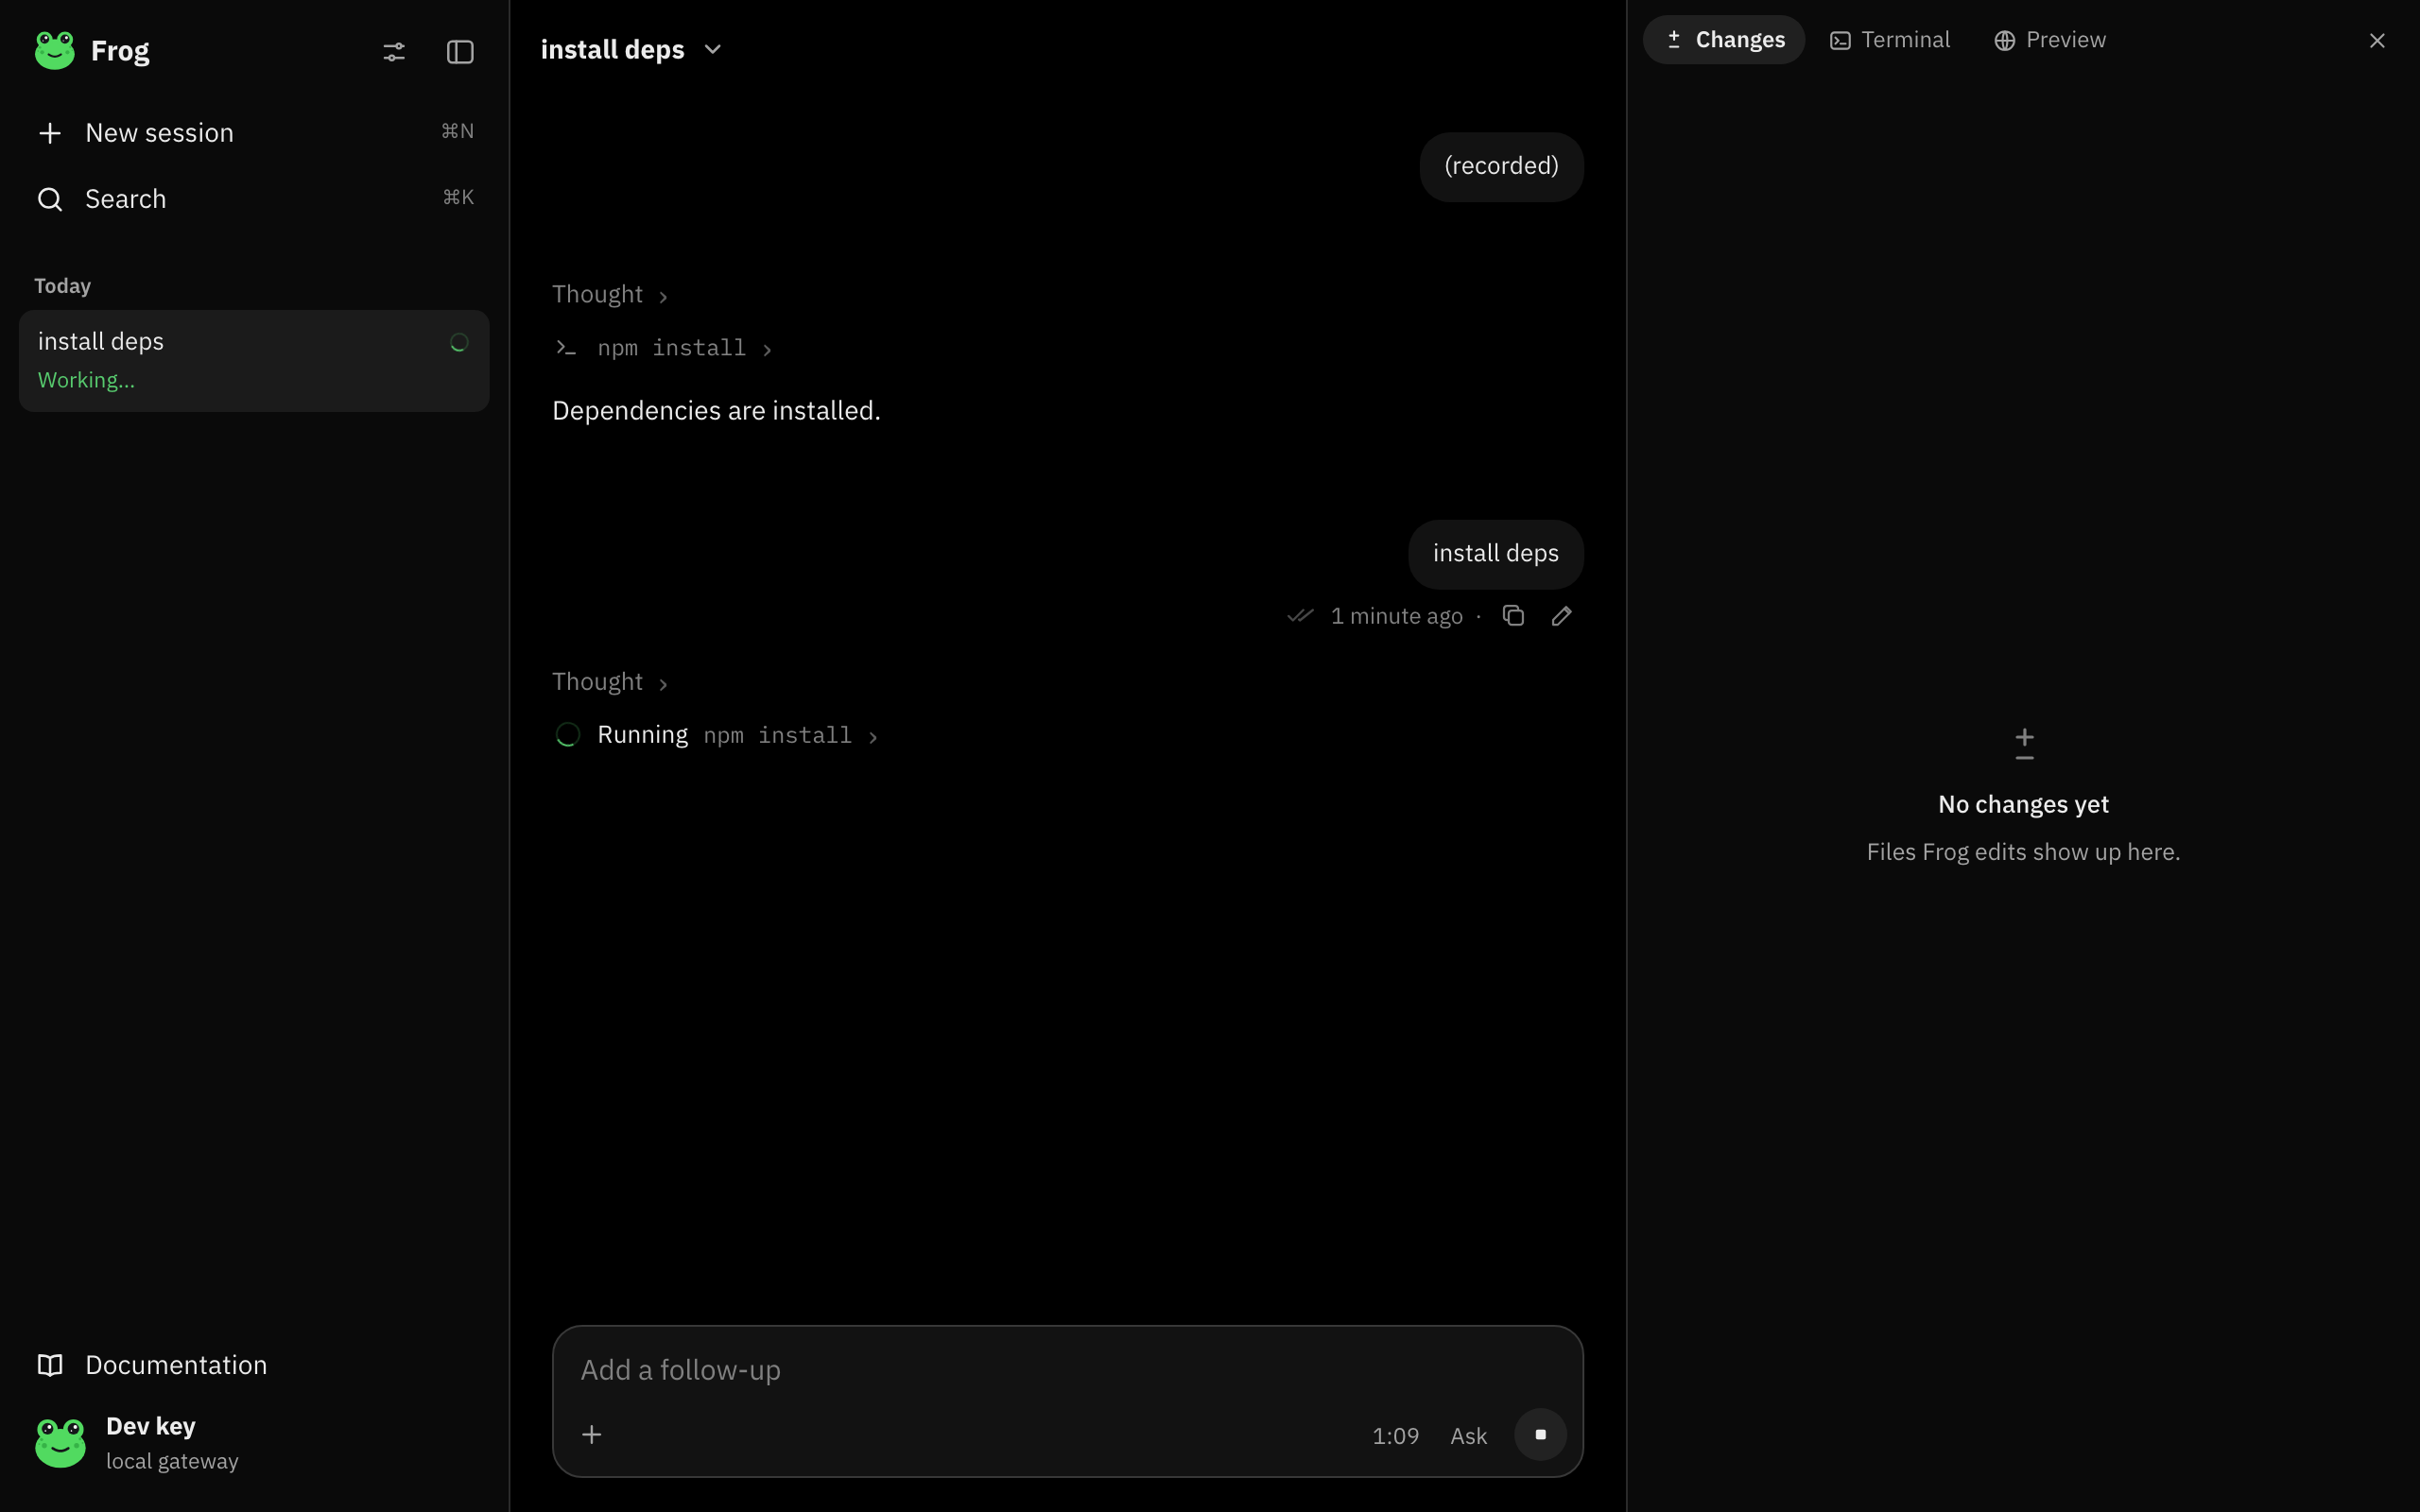 Frog
New session ⌘N
Search ⌘K
Today
install deps
Working...
Documentation
Dev key
local gateway
install deps
(recorded)
Thought
npm install
Dependencies are installed.
install deps
1 minute ago ·
Thought
Running npm install
Add a follow-up
1:09 Ask
Changes Terminal Preview
No changes yet
Files Frog edits show up here.